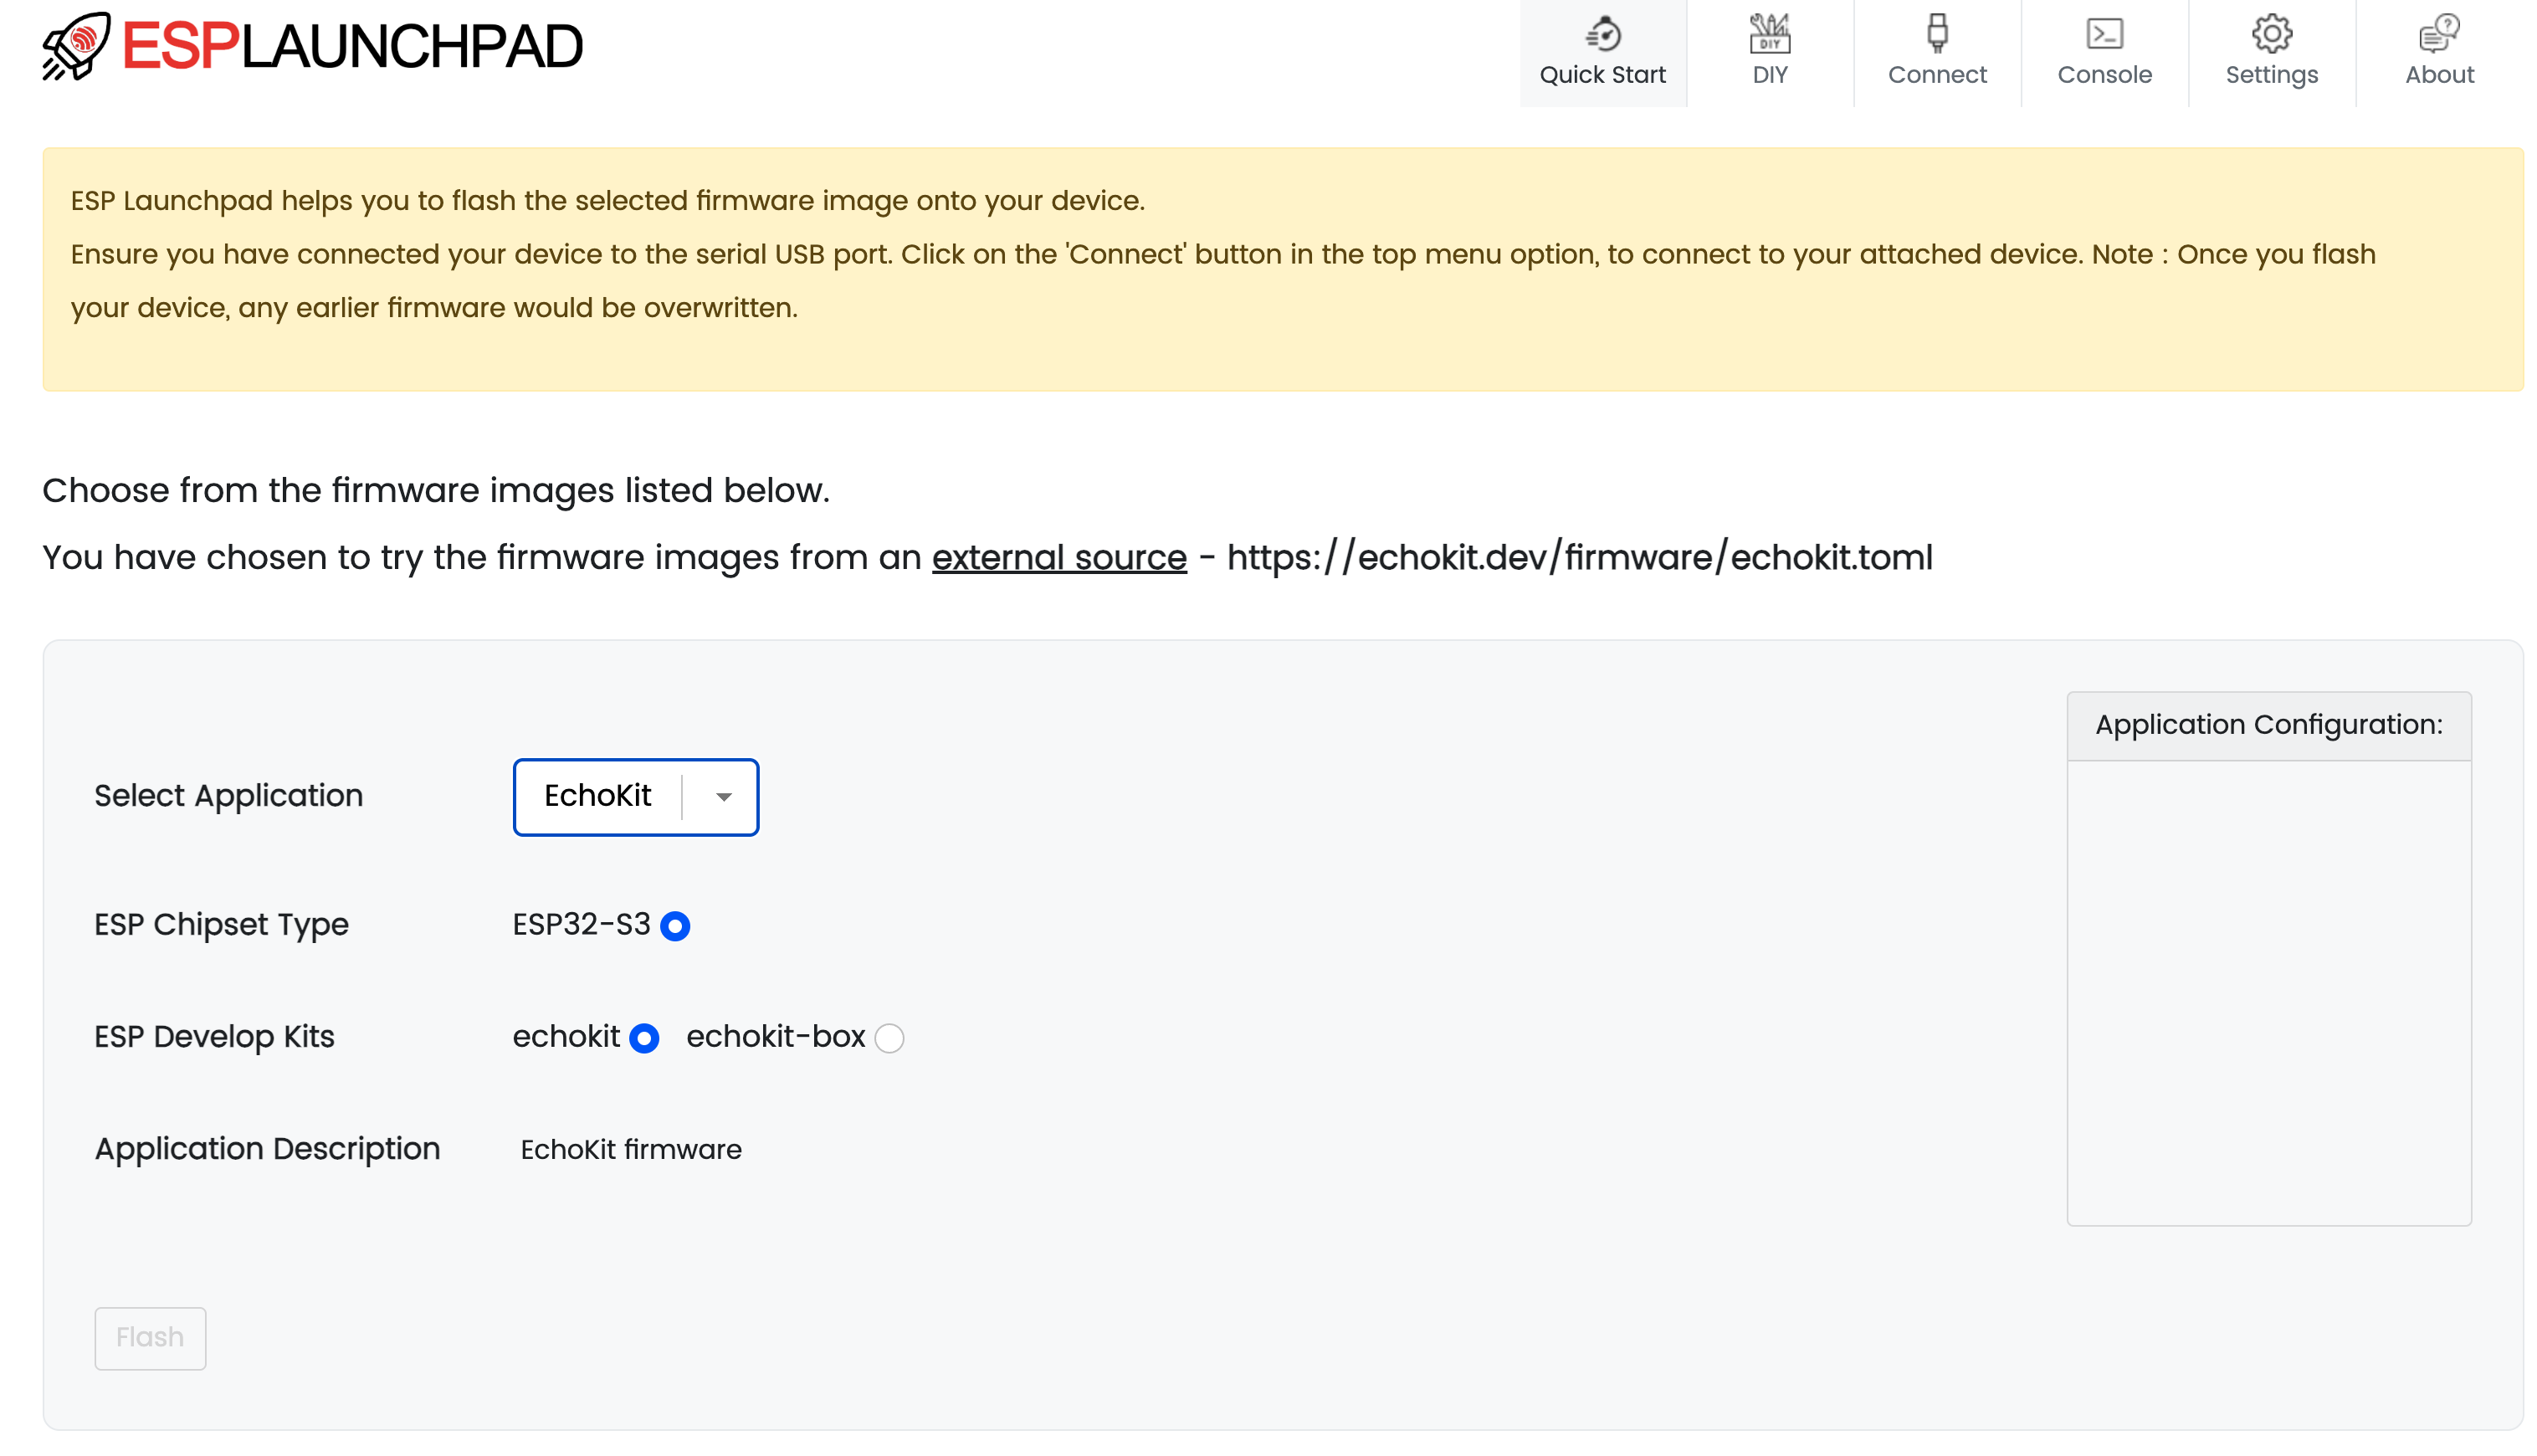 ESPLAUNCHPAD
Quick Start
DIY
DIY
Connect
Console
Settings
About
ESP Launchpad helps you to flash the selected firmware image onto your device.
Ensure you have connected your device to the serial USB port. Click on the 'Connect' button in the top menu option, to connect to your attached device. Note : Once you flash
your device, any earlier firmware would be overwritten.
Choose from the firmware images listed below.
You have chosen to try the firmware images from an external source - https://echokit.dev/firmware/echokit.toml
Application Configuration:
Select Application EchoKit
ESP Chipset Type ESP32-S3
ESP Develop Kits echokit echokit-box
Application Description EchoKit firmware
Flash